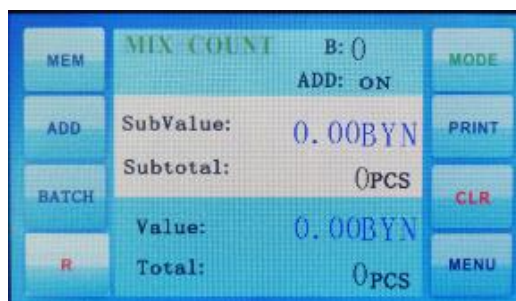 MEM
MIX COUNT B: 0
MODE
ADD: ON
ADD
SubValue: 0.00BYN
PRINT
Subtotal: 0PCS
BATCH
CLR
Value: 0.00BYN
R
Total: 0PCS
MENU